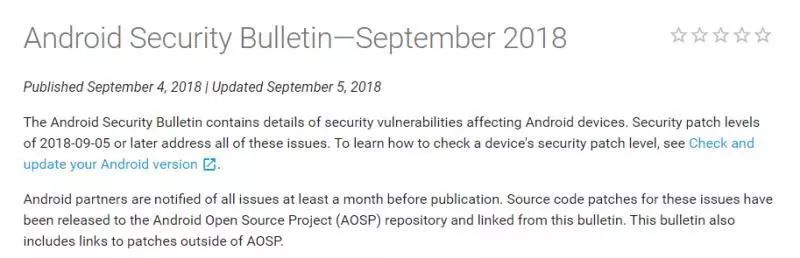 Android Security Bulletin—September 2018
Published September 4, 2018 | Updated September 5, 2018
The Android Security Bulletin contains details of security vulnerabilities affecting Android devices. Security patch levels
of 2018-09-05 or later address all of these issues. To learn how to check a device's security patch level, see Check and
update your Android version.
Android partners are notified of all issues at least a month before publication. Source code patches for these issues have
been released to the Android Open Source Project (AOSP) repository and linked from this bulletin. This bulletin also
includes links to patches outside of AOSP.